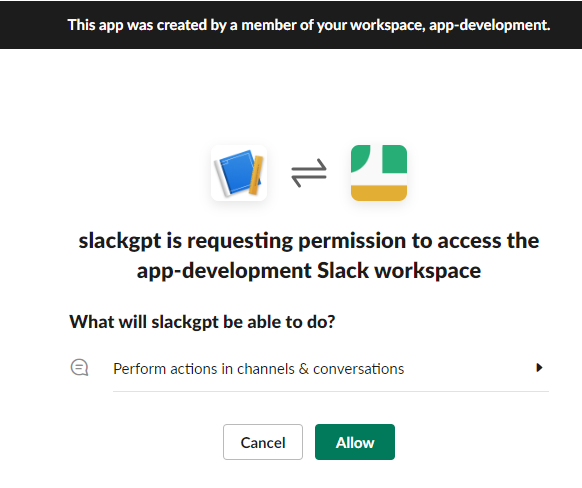 This app was created by a member of your workspace, app-development.
slackgpt is requesting permission to access the
app-development Slack workspace
What will slackgpt be able to do?
Perform actions in channels & conversations
Cancel
Allow